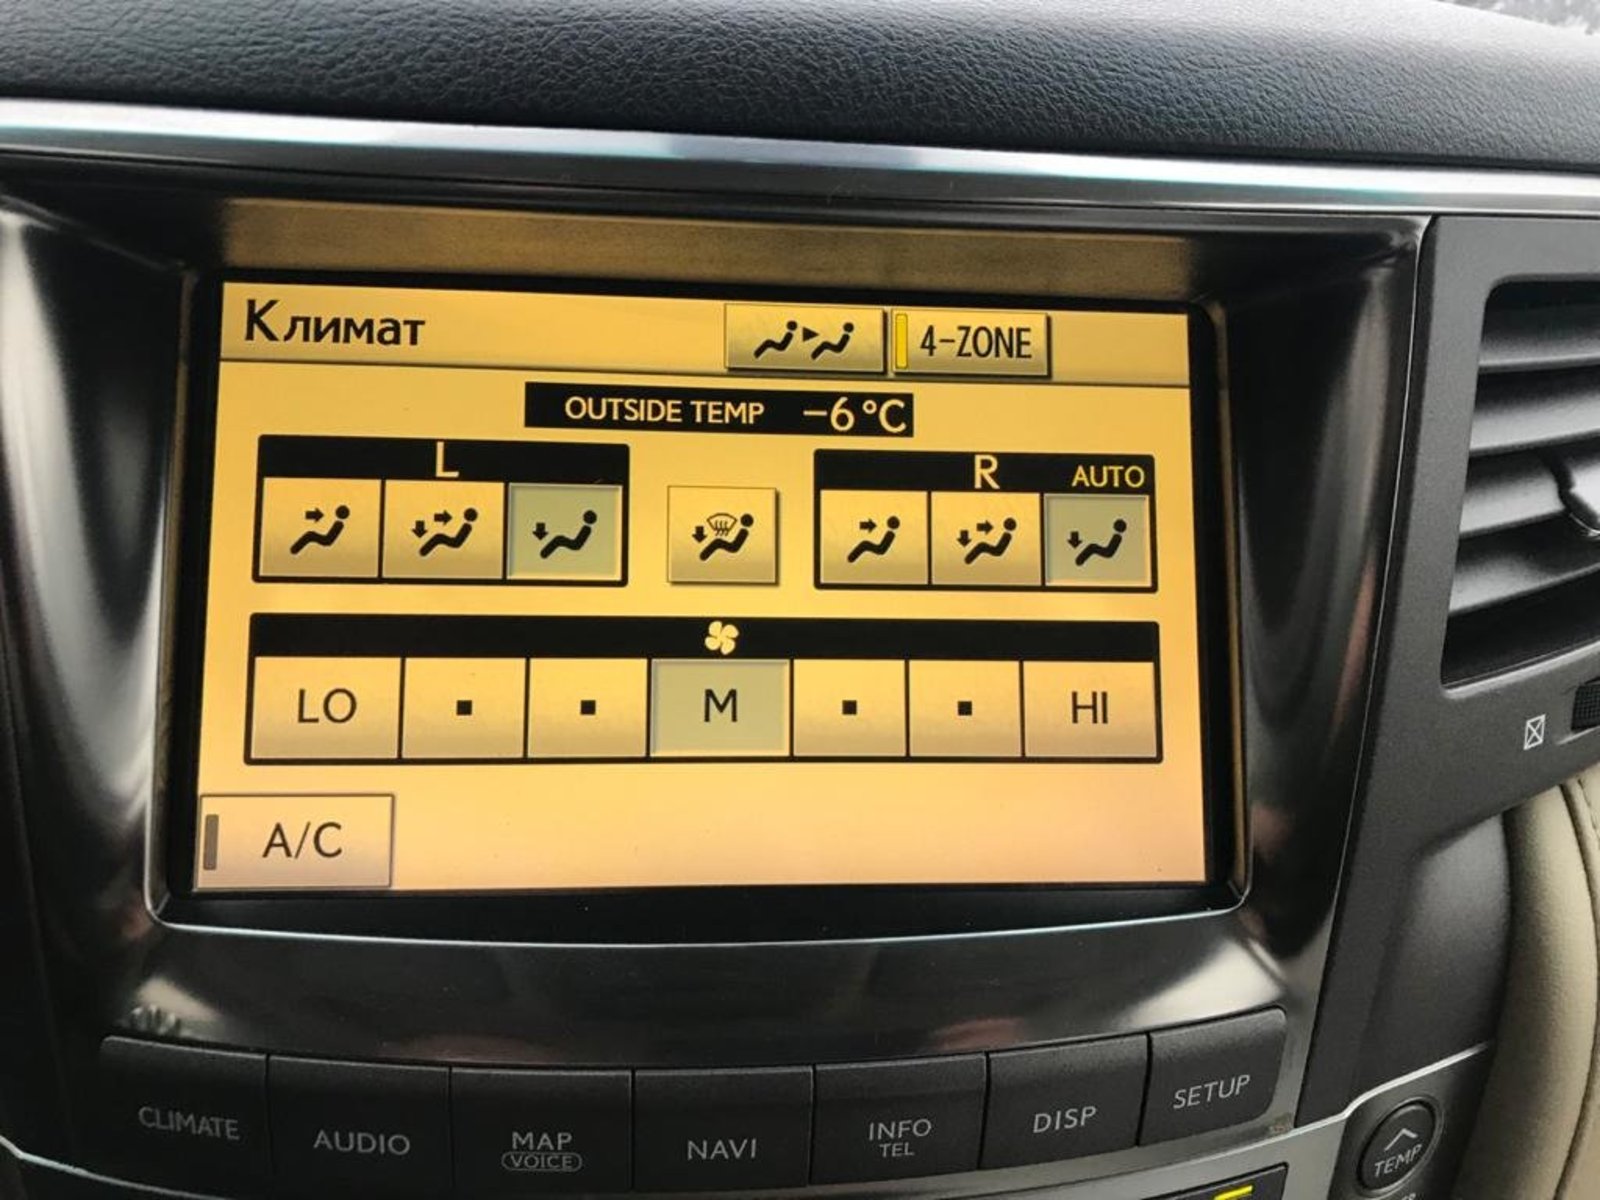 Климат
4-ZONE
OUTSIDE TEMP -6°C
L
R AUTO
LO M HI
A/C
CLIMATE
AUDIO
MAP
VOICE
NAVI
INFO
TEL
DISP
SETUP
TEMP